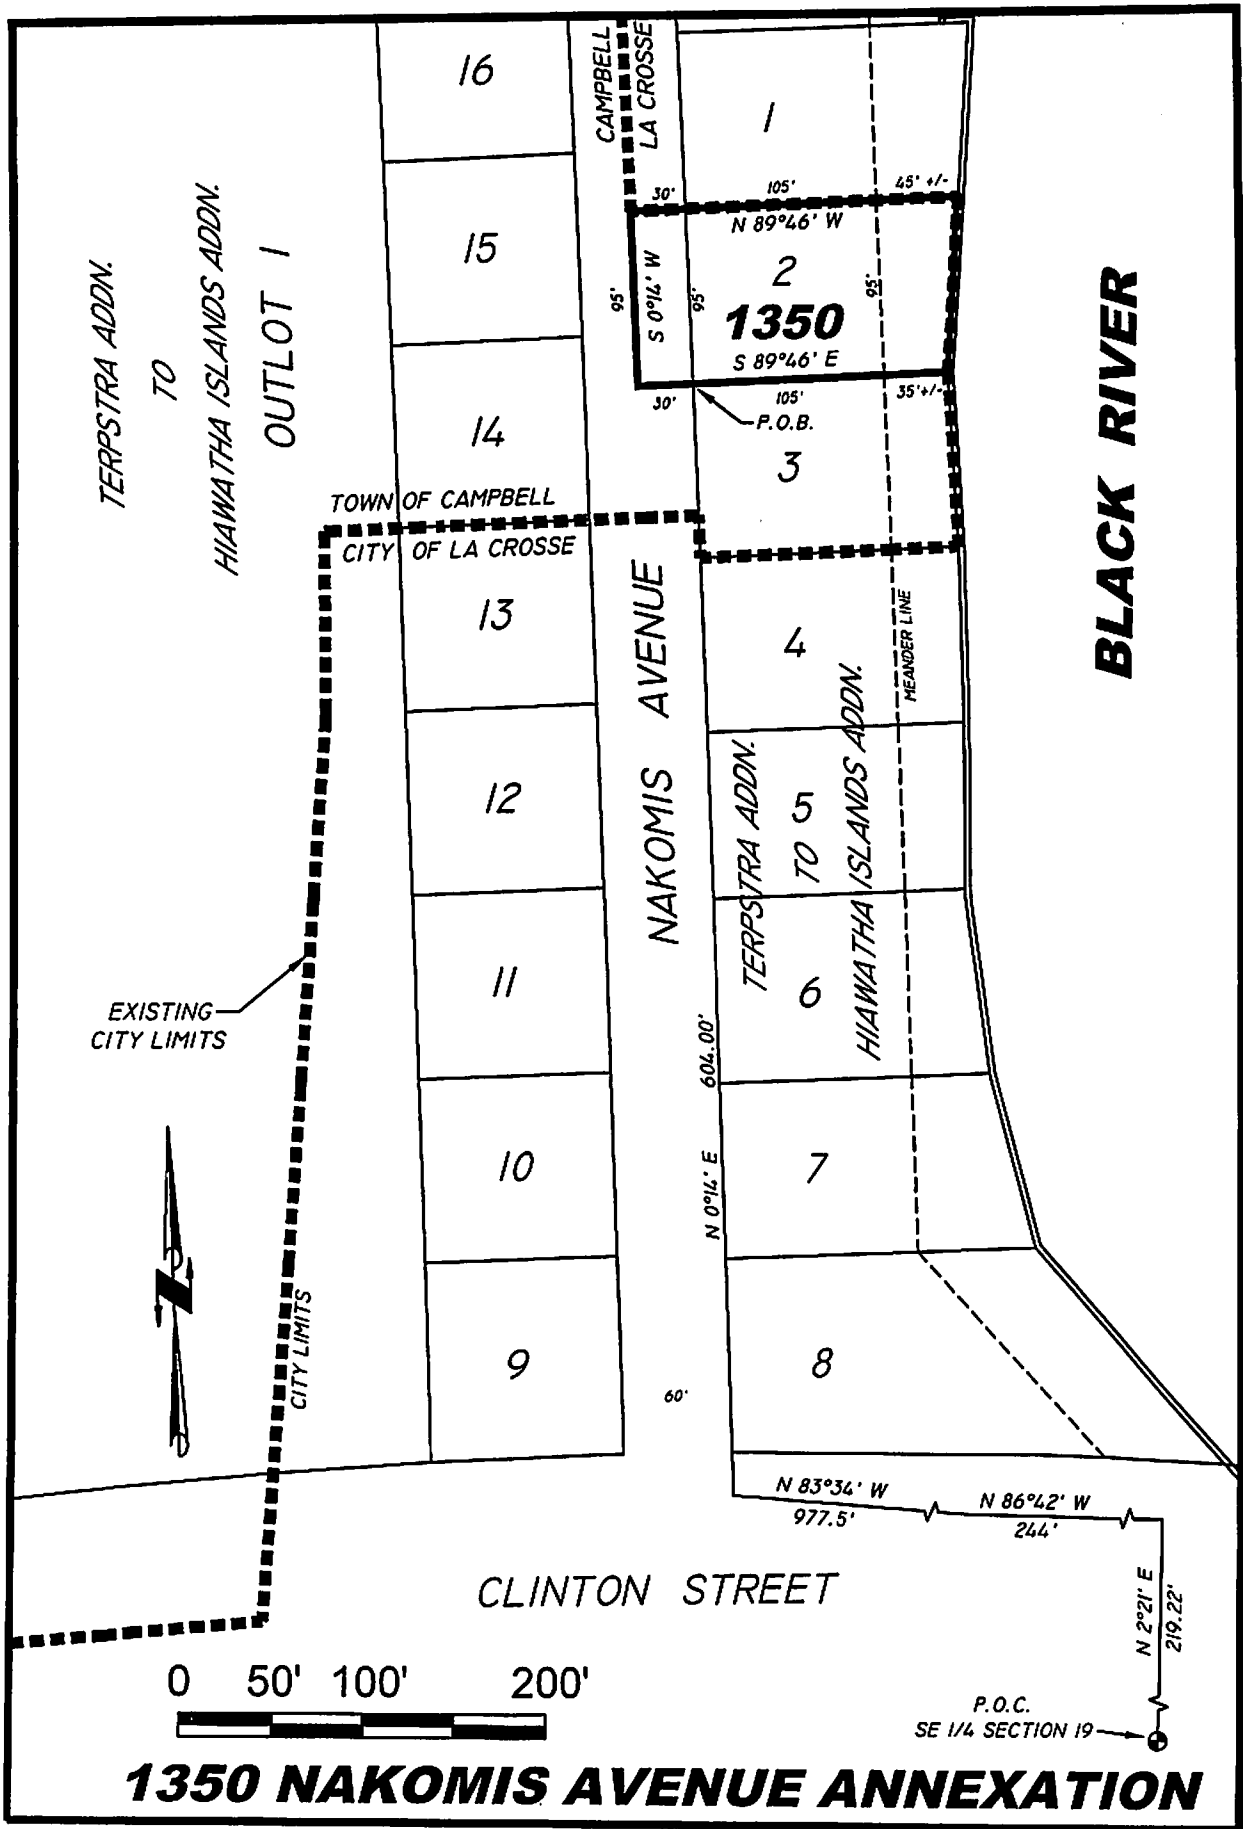 16
CAMPBELL
LA CROSSE
1
30'
105'
45' +/-
N 89°46' W
TERPSTRA ADDN.
TO
HIAWATHA ISLANDS ADDN.
OUTLOT 1
15
95'
S 0°14' W
95'
2
95'
1350
S 89°46' E
30'
105'
35'+/-
P.O.B.
BLACK RIVER
14
3
TOWN OF CAMPBELL
CITY OF LA CROSSE
NAKOMIS AVENUE
13
4
MEANDER LINE
12
TERPSTRA ADDN.
5
TO
HIAWATHA ISLANDS ADDN.
11
6
EXISTING
CITY LIMITS
604.00'
N 0°14' E
10
7
Z
CITY LIMITS
9
60'
8
N 83°34' W
977.5'
N 86°42' W
244'
CLINTON STREET
N 2°21' E
219.22'
0 50' 100' 200'
P.O.C.
SE 1/4 SECTION 19
1350 NAKOMIS AVENUE ANNEXATION